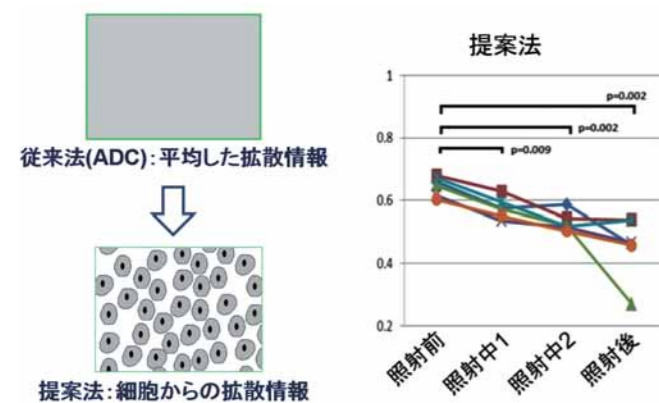 従来法(ADC)：平均した拡散情報
提案法：細胞からの拡散情報
提案法
1
p=0.002
0.8
p=0.002
p=0.009
0.6
0.4
0.2
照射前
照射中1
照射中2
照射後